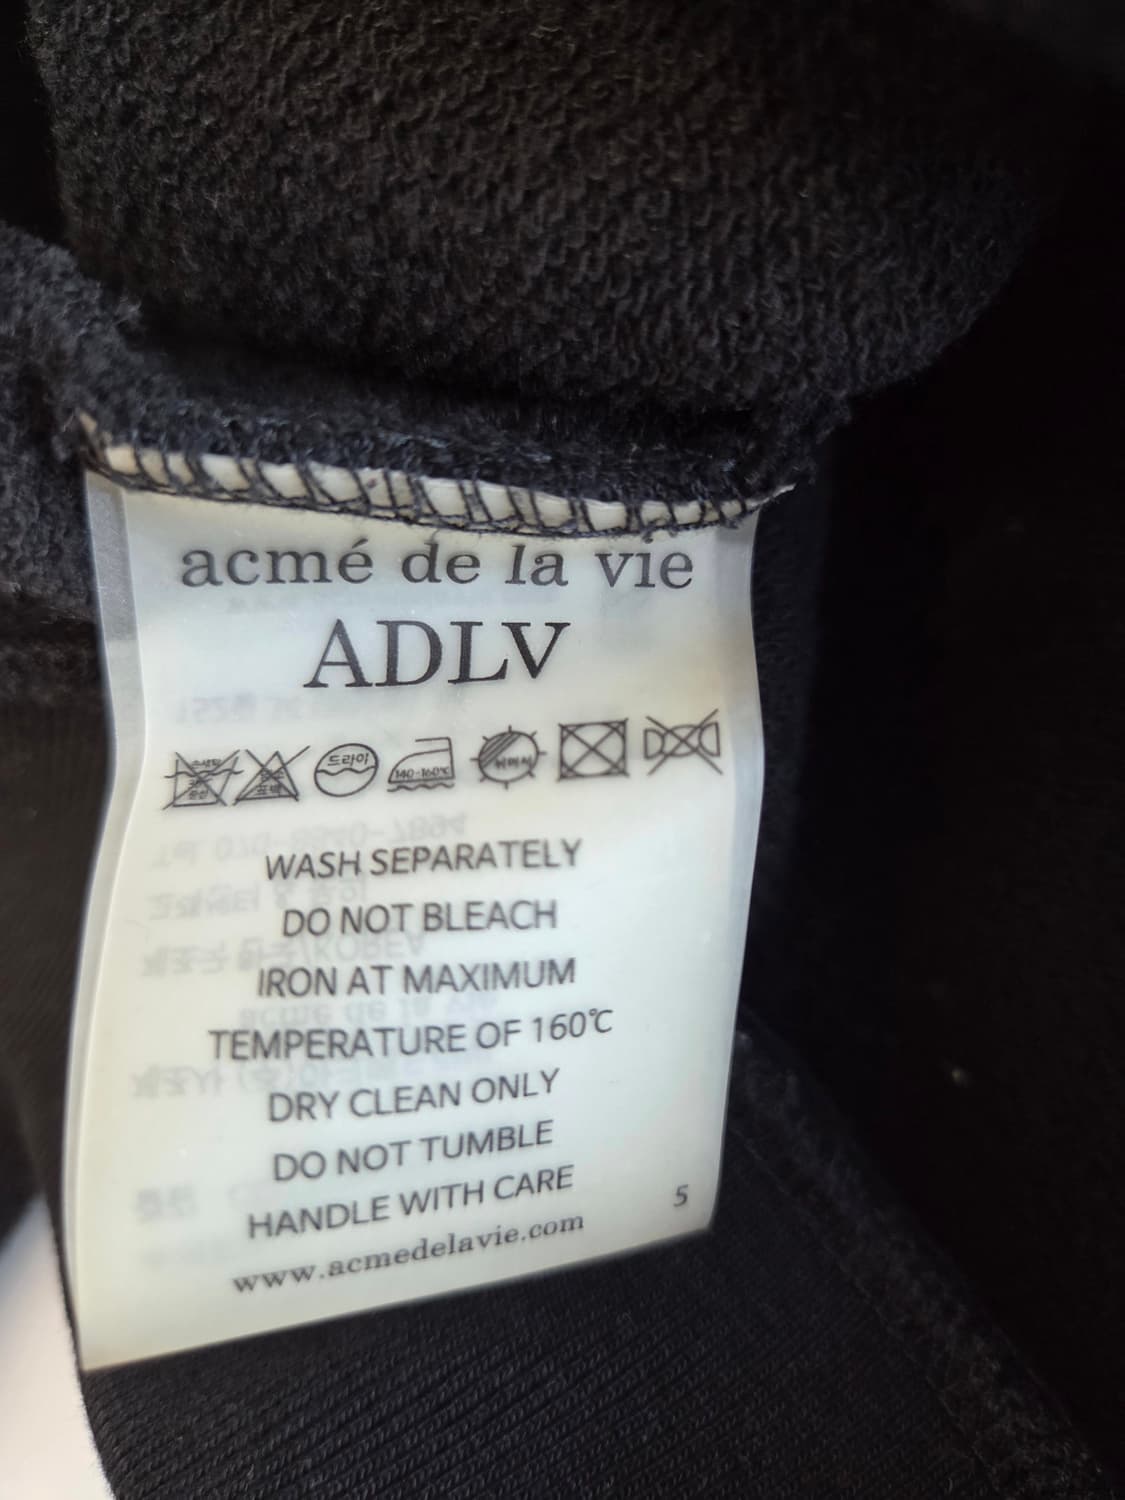 acmé de la vie
ADLV
드라이 140~160℃
WASH SEPARATELY
DO NOT BLEACH
IRON AT MAXIMUM
TEMPERATURE OF 160℃
DRY CLEAN ONLY
DO NOT TUMBLE
HANDLE WITH CARE
5
www.acmedelavie.com